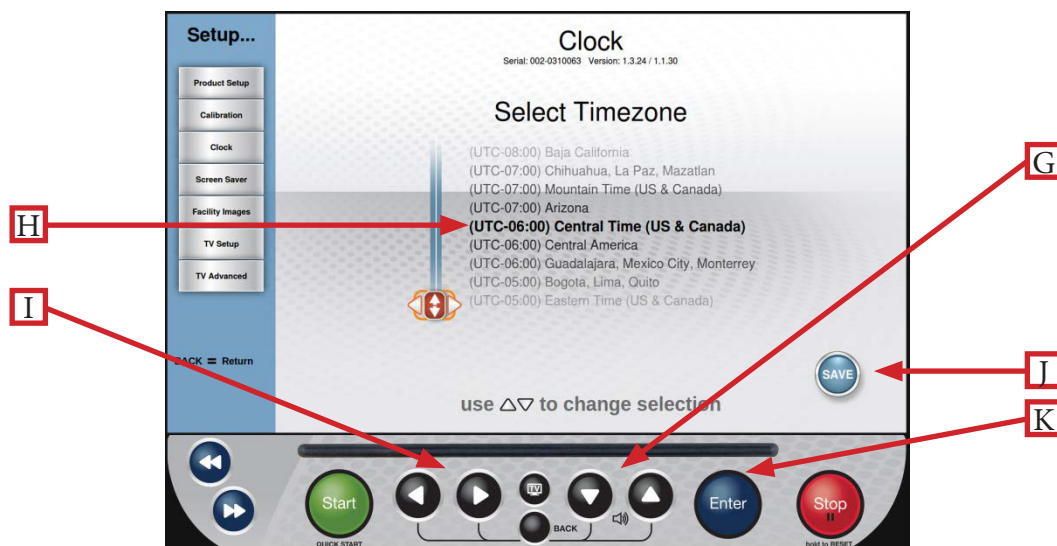 Setup...
Product Setup
Calibration
Clock
Screen Saver
Facility Images
TV Setup
TV Advanced
BACK = Return
Clock
Serial: 002-0310063 Version: 1.3.24 / 1.1.30
Select Timezone
(UTC-08:00) Baja California
(UTC-07:00) Chihuahua, La Paz, Mazatlan
(UTC-07:00) Mountain Time (US & Canada)
(UTC-07:00) Arizona
(UTC-06:00) Central Time (US & Canada)
(UTC-06:00) Central America
(UTC-06:00) Guadalajara, Mexico City, Monterrey
(UTC-05:00) Bogota, Lima, Quito
(UTC-05:00) Eastern Time (US & Canada)
SAVE
use △▽ to change selection
G
H
I
J
K
Start
QUICK START
TV
BACK
Enter
Stop
hold to RESET